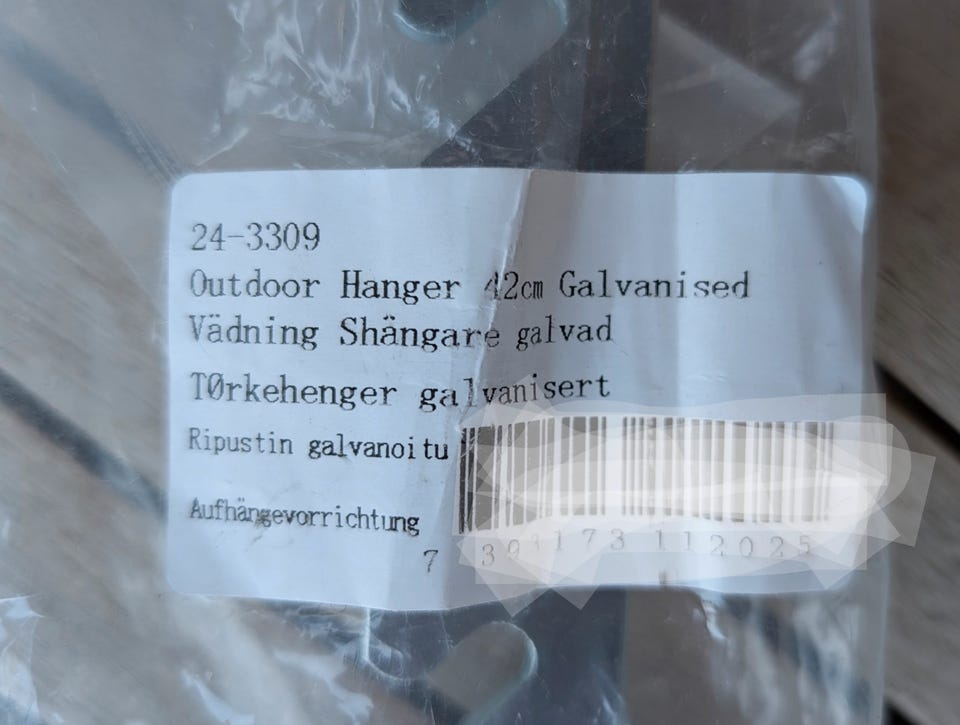 24-3309
Outdoor Hanger 42cm Galvanised
Vädning Shängare galvad
TØrkehenger galvanisert
Ripustin galvanoitu
Aufhängevorrichtung